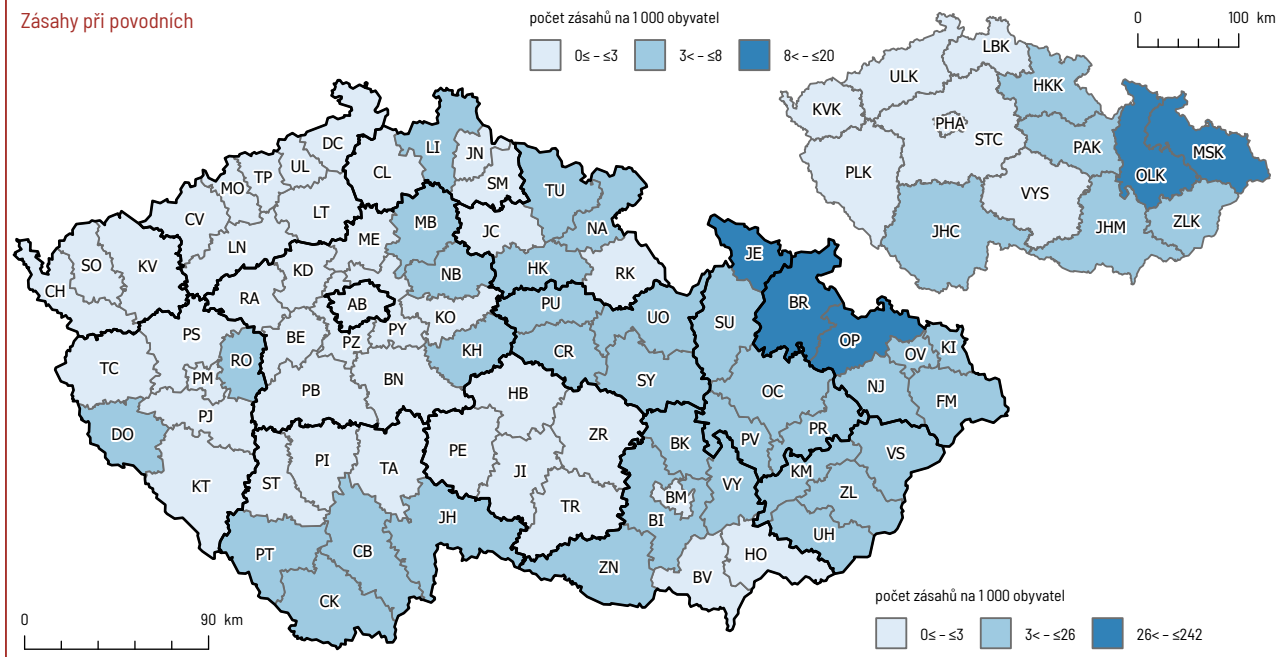 Zásahy při povodních
počet zásahů na 1 000 obyvatel
0≤ – ≤3
3< – ≤8
8< – ≤20
0 100 km
LBK
ULK
HKK
KVK
PHA
STC
PAK
MSK
PLK
OLK
VYS
JHC
JHM
ZLK
DC
LI
JN
UL
TP
CL
SM
MO
TU
CV
LT
MB
JC
NA
LN
ME
SO
KV
KD
NB
HK
RK
JE
CH
RA
AB
KO
PU
UO
SU
BR
PS
BE
PZ
PY
KH
CR
OP
OV
KI
TC
RO
PM
PB
BN
SY
OC
NJ
FM
PJ
HB
DO
ZR
BK
PV
PR
VS
KT
ST
PI
TA
PE
JI
KM
BM
VY
ZL
TR
JH
BI
UH
PT
CB
ZN
HO
BV
CK
0 90 km
počet zásahů na 1 000 obyvatel
0≤ – ≤3
3< – ≤26
26< – ≤242